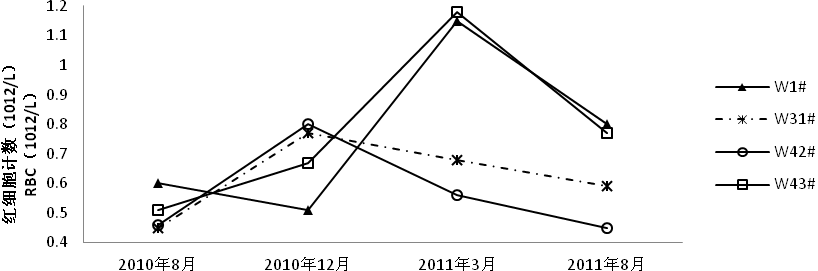 红细胞计数（1012/L）
RBC（1012/L）
1.2
1.1
1
0.9
0.8
0.7
0.6
0.5
0.4
2010年8月
2010年12月
2011年3月
2011年8月
W1#
W31#
W42#
W43#